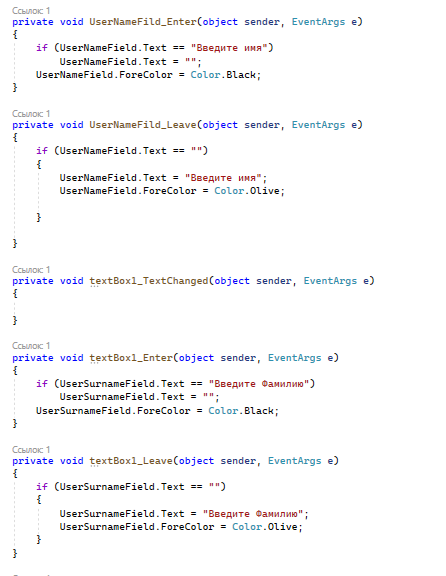 Ссылок: 1
private void UserNameFild_Enter(object sender, EventArgs e)
{
if (UserNameField.Text == "Введите имя")
UserNameField.Text = "";
UserNameField.ForeColor = Color.Black;
}
Ссылок: 1
private void UserNameFild_Leave(object sender, EventArgs e)
{
if (UserNameField.Text == "")
{
UserNameField.Text = "Введите имя";
UserNameField.ForeColor = Color.Olive;
}
}
Ссылок: 1
private void textBox1_TextChanged(object sender, EventArgs e)
{
}
Ссылок: 1
private void textBox1_Enter(object sender, EventArgs e)
{
if (UserSurnameField.Text == "Введите Фамилию")
UserSurnameField.Text = "";
UserSurnameField.ForeColor = Color.Black;
}
Ссылок: 1
private void textBox1_Leave(object sender, EventArgs e)
{
if (UserSurnameField.Text == "")
{
UserSurnameField.Text = "Введите Фамилию";
UserSurnameField.ForeColor = Color.Olive;
}
}